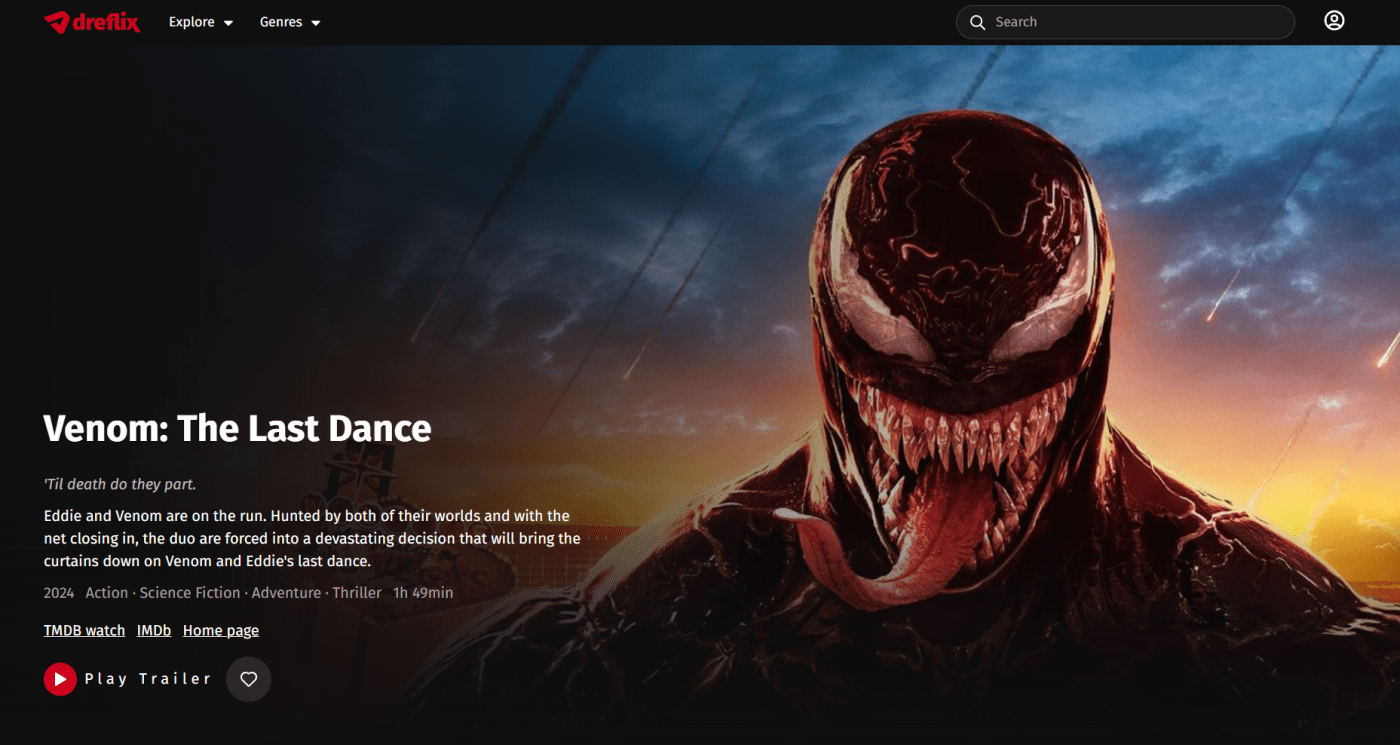 dreflix
Explore
Genres
Search
Venom: The Last Dance
'Til death do they part.
Eddie and Venom are on the run. Hunted by both of their worlds and with the
net closing in, the duo are forced into a devastating decision that will bring the
curtains down on Venom and Eddie's last dance.
2024 Action · Science Fiction · Adventure · Thriller 1h 49min
TMDB watch IMDb Home page
Play Trailer